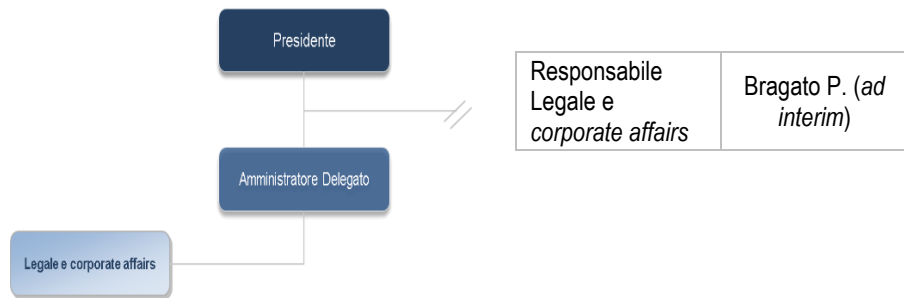 Presidente
Responsabile
Legale e
corporate affairs
Bragato P. (ad
interim)
Amministratore Delegato
Legale e corporate affairs